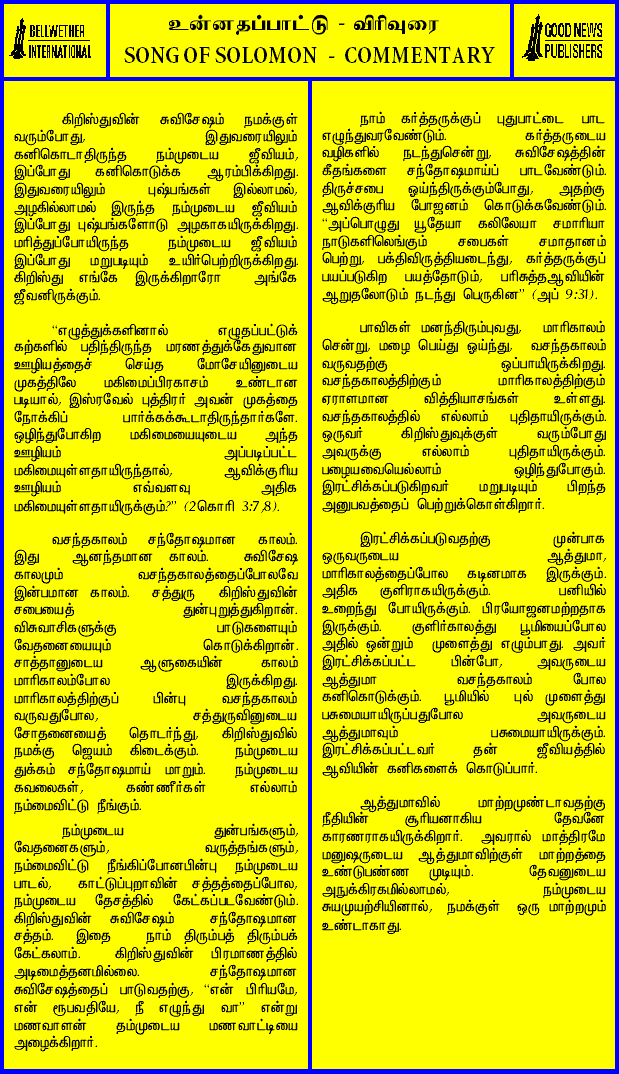 BELLWETHER
INTERNATIONAL
உன்னதப்பாட்டு - விரிவுரை
SONG OF SOLOMON - COMMENTARY
GOOD NEWS
PUBLISHERS
கிறிஸ்துவின் சுவிசேஷம் நமக்குள்
வரும்போது, இதுவரையிலும்
கனிகொடாதிருந்த நம்முடைய ஜீவியம்,
இப்போது கனிகொடுக்க ஆரம்பிக்கிறது.
இதுவரையிலும் புஷ்பங்கள் இல்லாமல்,
அழகில்லாமல் இருந்த நம்முடைய ஜீவியம்
இப்போது புஷ்பங்களோடு அழகாகயிருக்கிறது.
மரித்துப்போயிருந்த நம்முடைய ஜீவியம்
இப்போது மறுபடியும் உயிர்பெற்றிருக்கிறது.
கிறிஸ்து எங்கே இருக்கிறாரோ அங்கே
ஜீவனிருக்கும்.
“எழுத்துக்களினால் எழுதப்பட்டுக்
கற்களில் பதிந்திருந்த மரணத்துக்கேதுவான
ஊழியத்தைச் செய்த மோசேயினுடைய
முகத்திலே மகிமைப்பிரகாசம் உண்டான
படியால், இஸ்ரவேல் புத்திரர் அவன் முகத்தை
நோக்கிப் பார்க்கக்கூடாதிருந்தார்களே.
ஒழிந்துபோகிற மகிமையையுடைய அந்த
ஊழியம் அப்படிப்பட்ட
மகிமையுள்ளதாயிருந்தால், ஆவிக்குரிய
ஊழியம் எவ்வளவு அதிக
மகிமையுள்ளதாயிருக்கும்?” (2கொரி 3:7,8).
வசந்தகாலம் சந்தோஷமான காலம்.
இது ஆனந்தமான காலம். சுவிசேஷ
காலமும் வசந்தகாலத்தைப்போலவே
இன்பமான காலம். சத்துரு கிறிஸ்துவின்
சபையைத் துன்புறுத்துகிறான்.
விசுவாசிகளுக்கு பாடுகளையும்
வேதனையையும் கொடுக்கிறான்.
சாத்தானுடைய ஆளுகையின் காலம்
மாரிகாலம்போல இருக்கிறது.
மாரிகாலத்திற்குப் பின்பு வசந்தகாலம்
வருவதுபோல, சத்துருவினுடைய
சோதனையைத் தொடர்ந்து, கிறிஸ்துவில்
நமக்கு ஜெயம் கிடைக்கும். நம்முடைய
துக்கம் சந்தோஷமாய் மாறும். நம்முடைய
கவலைகள், கண்ணீர்கள் எல்லாம்
நம்மைவிட்டு நீங்கும்.
நம்முடைய துன்பங்களும்,
வேதனைகளும், வருத்தங்களும்,
நம்மைவிட்டு நீங்கிப்போனபின்பு நம்முடைய
பாடல், காட்டுப்புறாவின் சத்தத்தைப்போல,
நம்முடைய தேசத்தில் கேட்கப்படவேண்டும்.
கிறிஸ்துவின் சுவிசேஷம் சந்தோஷமான
சத்தம். இதை நாம் திரும்பத் திரும்பக்
கேட்கலாம். கிறிஸ்துவின் பிரமாணத்தில்
அடிமைத்தனமில்லை. சந்தோஷமான
சுவிசேஷத்தைப் பாடுவதற்கு, “என் பிரியமே,
என் ரூபவதியே, நீ எழுந்து வா” என்று
மணவாளன் தம்முடைய மணவாட்டியை
அழைக்கிறார்.
நாம் கர்த்தருக்குப் புதுபாட்டை பாட
எழுந்துவரவேண்டும். கர்த்தருடைய
வழிகளில் நடந்துசென்று, சுவிசேஷத்தின்
கீதங்களை சந்தோஷமாய்ப் பாடவேண்டும்.
திருச்சபை ஓய்ந்திருக்கும்போது, அதற்கு
ஆவிக்குரிய போஜனம் கொடுக்கவேண்டும்.
“அப்பொழுது யூதேயா கலிலேயா சமாரியா
நாடுகளிலெங்கும் சபைகள் சமாதானம்
பெற்று, பக்திவிருத்தியடைந்து, கர்த்தருக்குப்
பயப்படுகிற பயத்தோடும், பரிசுத்தஆவியின்
ஆறுதலோடும் நடந்து பெருகின” (அப் 9:31).
பாவிகள் மனந்திரும்புவது, மாரிகாலம்
சென்று, மழை பெய்து ஓய்ந்து, வசந்தகாலம்
வருவதற்கு ஒப்பாயிருக்கிறது.
வசந்தகாலத்திற்கும் மாரிகாலத்திற்கும்
ஏராளமான வித்தியாசங்கள் உள்ளது.
வசந்தகாலத்தில் எல்லாம் புதிதாயிருக்கும்.
ஒருவர் கிறிஸ்துவுக்குள் வரும்போது
அவருக்கு எல்லாம் புதிதாயிருக்கும்.
பழையவையெல்லாம் ஒழிந்துபோகும்.
இரட்சிக்கப்படுகிறவர் மறுபடியும் பிறந்த
அனுபவத்தைப் பெற்றுக்கொள்கிறார்.
இரட்சிக்கப்படுவதற்கு முன்பாக
ஒருவருடைய ஆத்துமா,
மாரிகாலத்தைப்போல கடினமாக இருக்கும்.
அதிக குளிராகயிருக்கும். பனியில்
உறைந்து போயிருக்கும். பிரயோஜனமற்றதாக
இருக்கும். குளிர்காலத்து பூமியைப்போல
அதில் ஒன்றும் முளைத்து எழும்பாது. அவர்
இரட்சிக்கப்பட்ட பின்போ, அவருடைய
ஆத்துமா வசந்தகாலம் போல
கனிகொடுக்கும். பூமியில் புல் முளைத்து
பசுமையாயிருப்பதுபோல அவருடைய
ஆத்துமாவும் பசுமையாயிருக்கும்.
இரட்சிக்கப்பட்டவர் தன் ஜீவியத்தில்
ஆவியின் கனிகளைக் கொடுப்பார்.
ஆத்துமாவில் மாற்றமுண்டாவதற்கு
நீதியின் சூரியனாகிய தேவனே
காரணராகயிருக்கிறார். அவரால் மாத்திரமே
மனுஷருடைய ஆத்துமாவிற்குள் மாற்றத்தை
உண்டுபண்ண முடியும். தேவனுடைய
அநுக்கிரகமில்லாமல், நம்முடைய
சுயமுயற்சியினால், நமக்குள் ஒரு மாற்றமும்
உண்டாகாது.